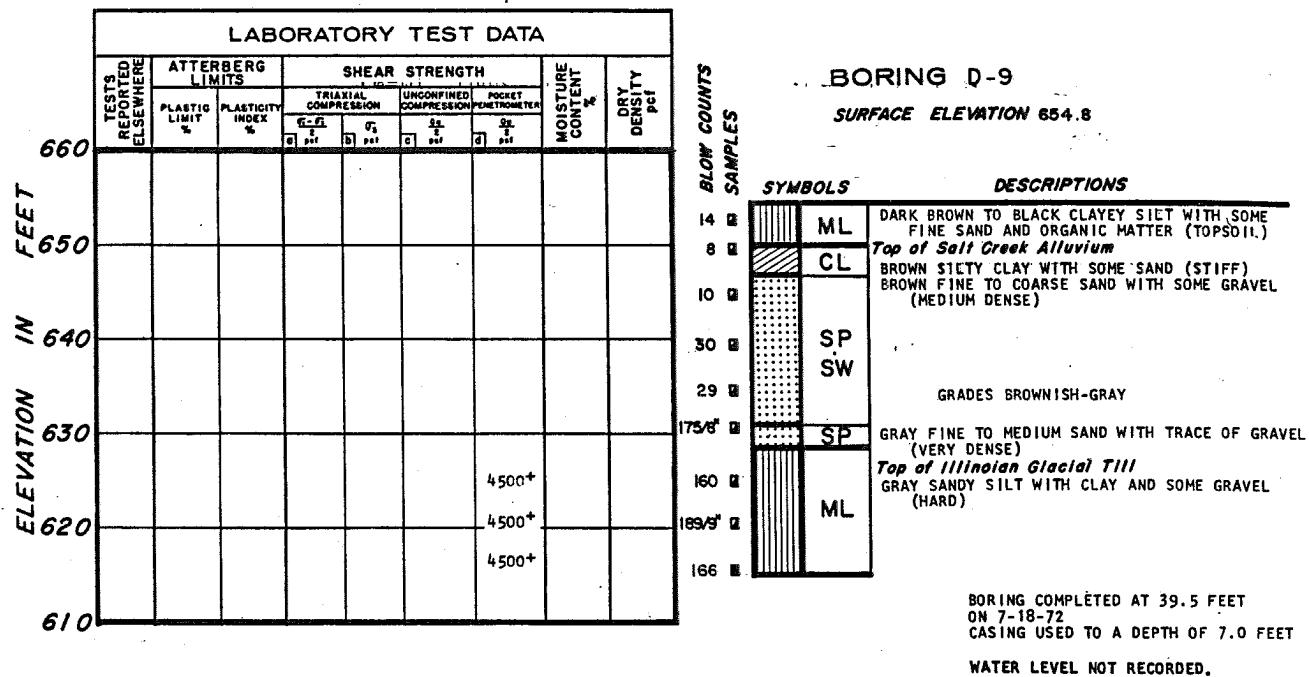 LABORATORY TEST DATA
TESTS REPORTED ELSEWHERE
ATTERBERG LIMITS
PLASTIC LIMIT %
PLASTICITY INDEX %
SHEAR STRENGTH
TRIAXIAL COMPRESSION
UNCONFINED COMPRESSION
POCKET PENETROMETER
a psf
b psf
c psf
d psf
MOISTURE CONTENT %
DRY DENSITY pcf
BLOW COUNTS
SAMPLES
BORING D-9
SURFACE ELEVATION 654.8
SYMBOLS
DESCRIPTIONS
ELEVATION IN FEET
660
650
640
630
620
610
4500+
4500+
4500+
14
8
10
30
29
175/6"
160
189/9"
166
ML
CL
SP
SW
SP
ML
DARK BROWN TO BLACK CLAYEY SILT WITH SOME
FINE SAND AND ORGANIC MATTER (TOPSOIL)
Top of Salt Creek Alluvium
BROWN SILTY CLAY WITH SOME SAND (STIFF)
BROWN FINE TO COARSE SAND WITH SOME GRAVEL
(MEDIUM DENSE)
GRADES BROWNISH-GRAY
GRAY FINE TO MEDIUM SAND WITH TRACE OF GRAVEL
(VERY DENSE)
Top of Illinoian Glacial Till
GRAY SANDY SILT WITH CLAY AND SOME GRAVEL
(HARD)
BORING COMPLETED AT 39.5 FEET
ON 7-18-72
CASING USED TO A DEPTH OF 7.0 FEET
WATER LEVEL NOT RECORDED.